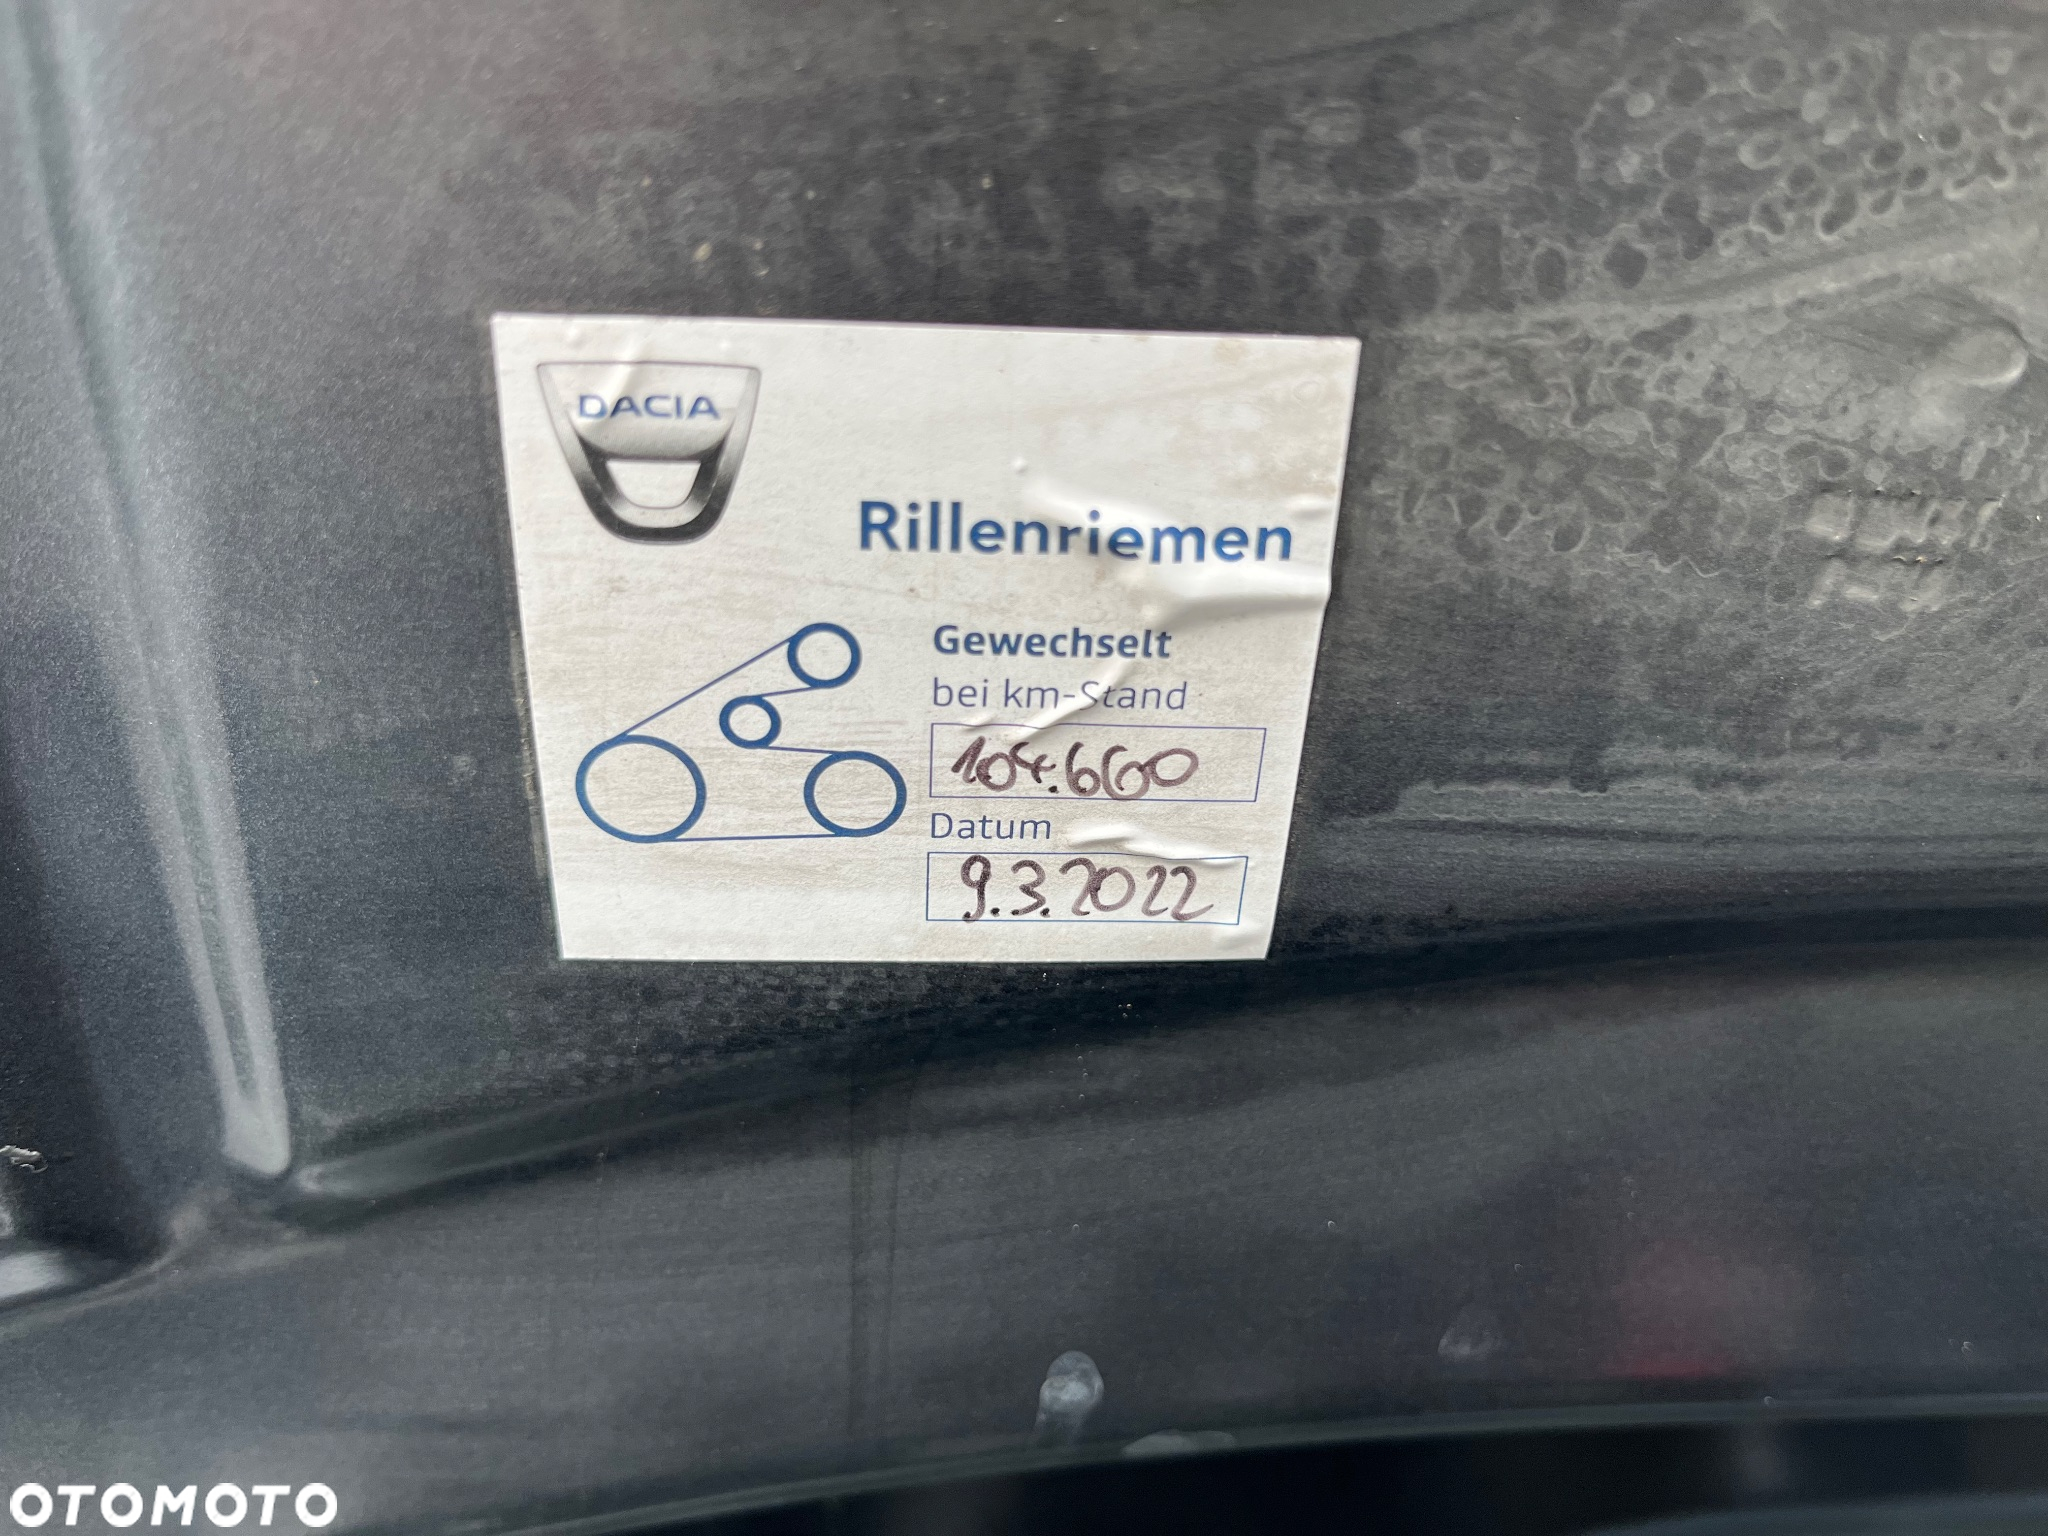 DACIA
Rillenriemen
Gewechselt
bei km-Stand
104.660
Datum
9.3.2022
OTOMOTO